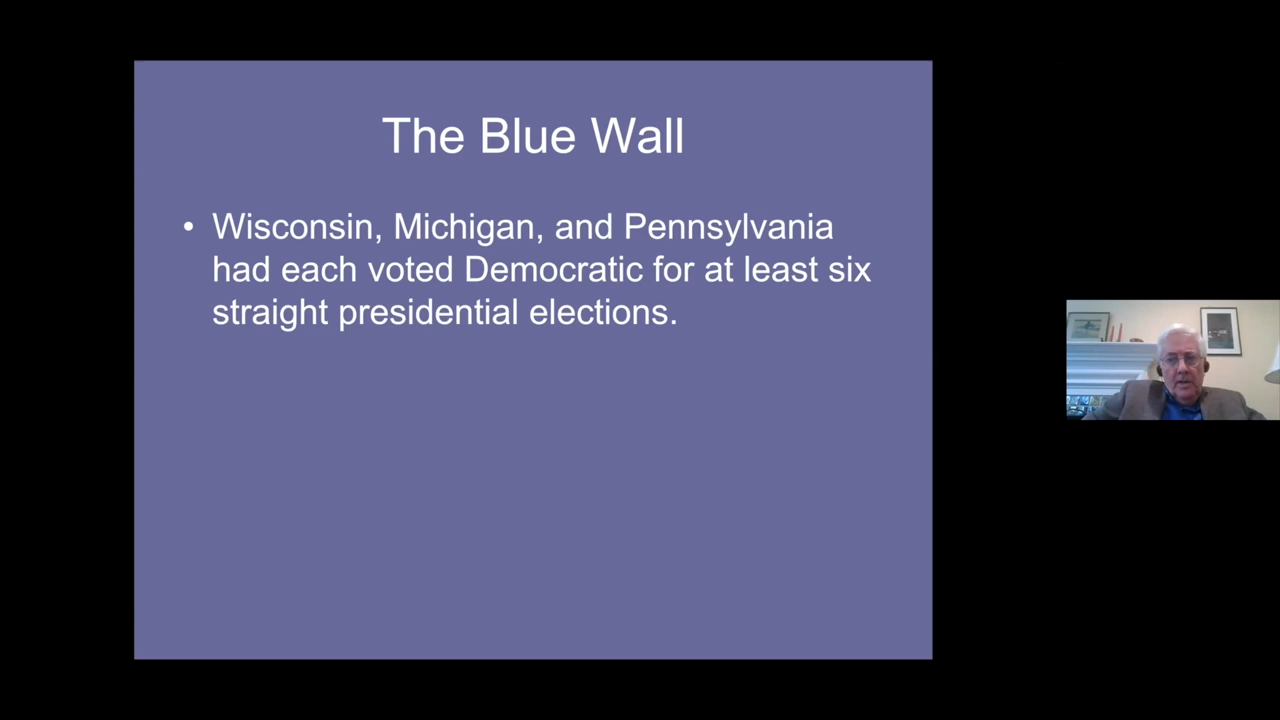 The Blue Wall
• Wisconsin, Michigan, and Pennsylvania
had each voted Democratic for at least six
straight presidential elections.